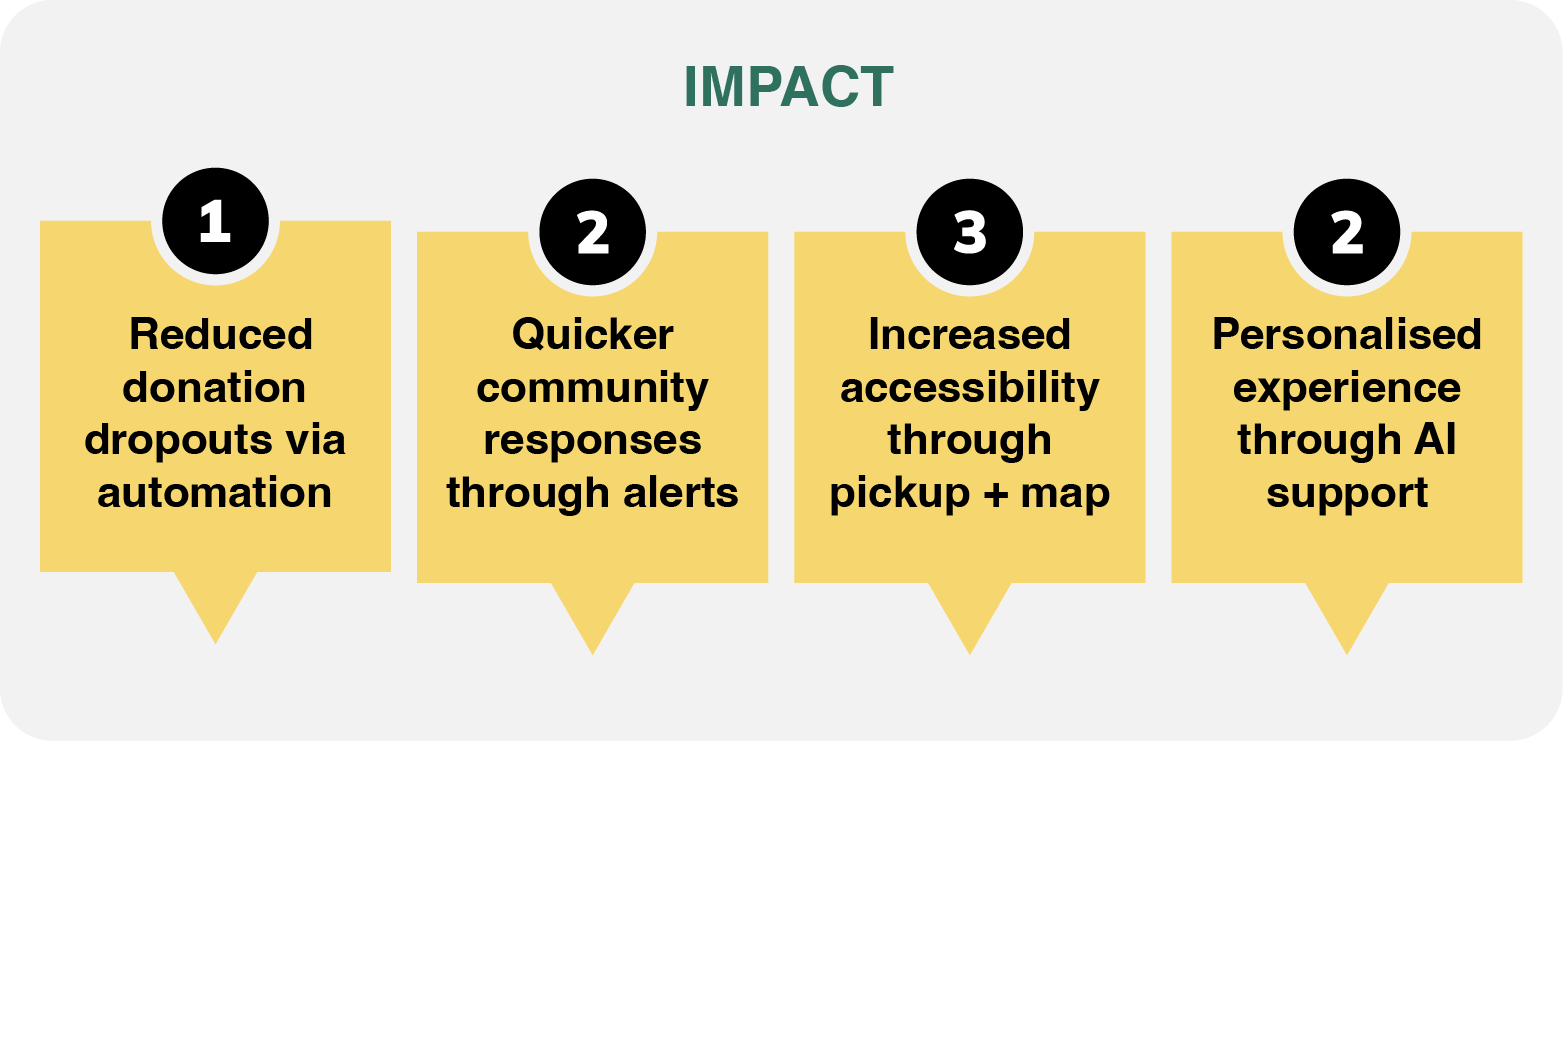 IMPACT
1
Reduced
donation
dropouts via
automation
2
Quicker
community
responses
through alerts
3
Increased
accessibility
through
pickup + map
2
Personalised
experience
through AI
support